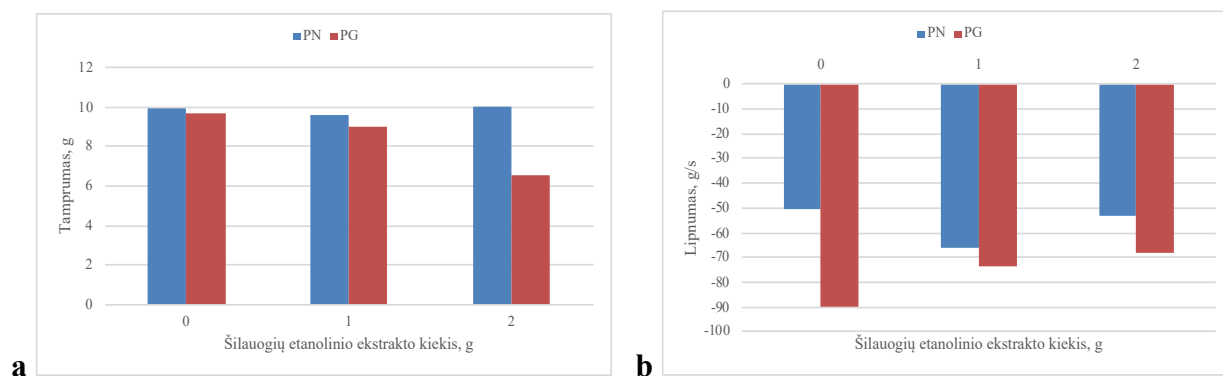 PN PG
Tamprumas, g
12
10
8
6
4
2
0
0 1 2
Šilauogių etanolinio ekstrakto kiekis, g
a
PN PG
0 1 2
Lipnumas, g/s
0
-10
-20
-30
-40
-50
-60
-70
-80
-90
-100
Šilauogių etanolinio ekstrakto kiekis, g
b